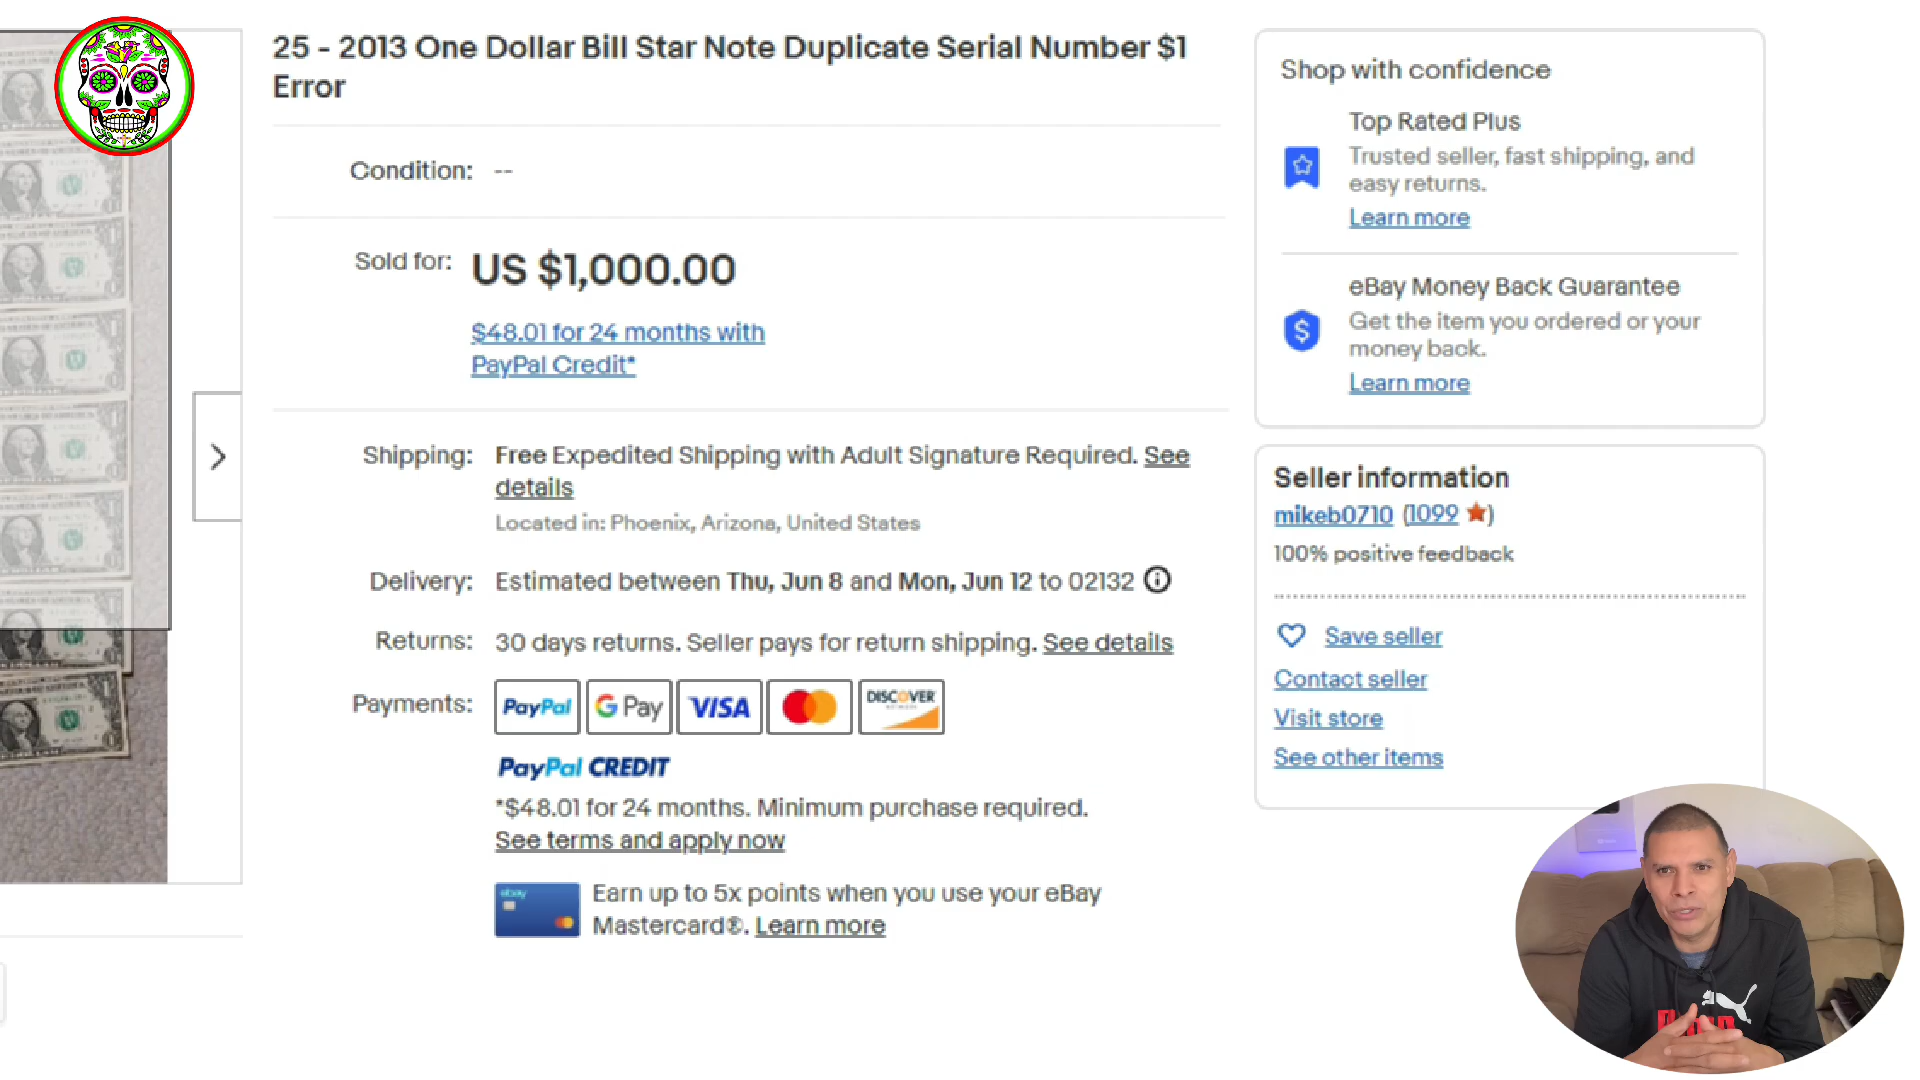 25 - 2013 One Dollar Bill Star Note Duplicate Serial Number $1
Error
Condition: --
Sold for: US $1,000.00
$48.01 for 24 months with
PayPal Credit*
Shipping: Free Expedited Shipping with Adult Signature Required. See
details
Located in: Phoenix, Arizona, United States
Delivery: Estimated between Thu, Jun 8 and Mon, Jun 12 to 02132
Returns: 30 days returns. Seller pays for return shipping. See details
Payments: PayPal G Pay VISA DISCOVER
PayPal CREDIT
*$48.01 for 24 months. Minimum purchase required.
See terms and apply now
ebay
Earn up to 5x points when you use your eBay
Mastercard®. Learn more
Shop with confidence
Top Rated Plus
Trusted seller, fast shipping, and
easy returns.
Learn more
eBay Money Back Guarantee
Get the item you ordered or your
money back.
Learn more
Seller information
mikeb0710 (1099)
100% positive feedback
Save seller
Contact seller
Visit store
See other items